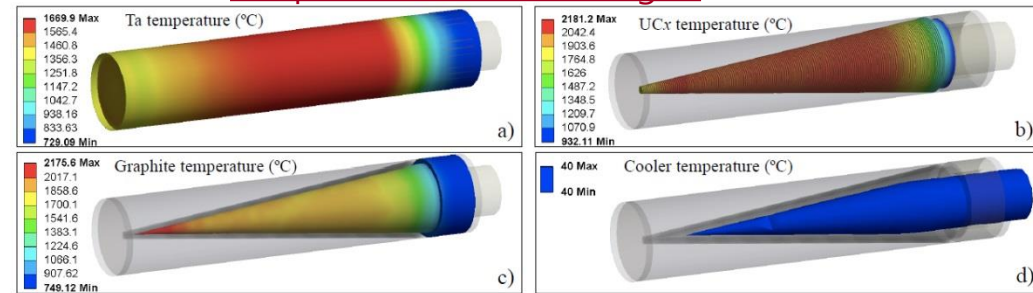 Ta temperature (ºC)
1669.9 Max
1565.4
1460.8
1356.3
1251.8
1147.2
1042.7
938.16
833.63
729.09 Min
a)
UCx temperature (ºC)
2181.2 Max
2042.4
1903.6
1764.8
1626
1487.2
1348.5
1209.7
1070.9
932.11 Min
b)
Graphite temperature (ºC)
2175.6 Max
2017.1
1858.6
1700.1
1541.6
1383.1
1224.6
1066.1
907.62
749.12 Min
c)
Cooler temperature (ºC)
40 Max
40 Min
d)